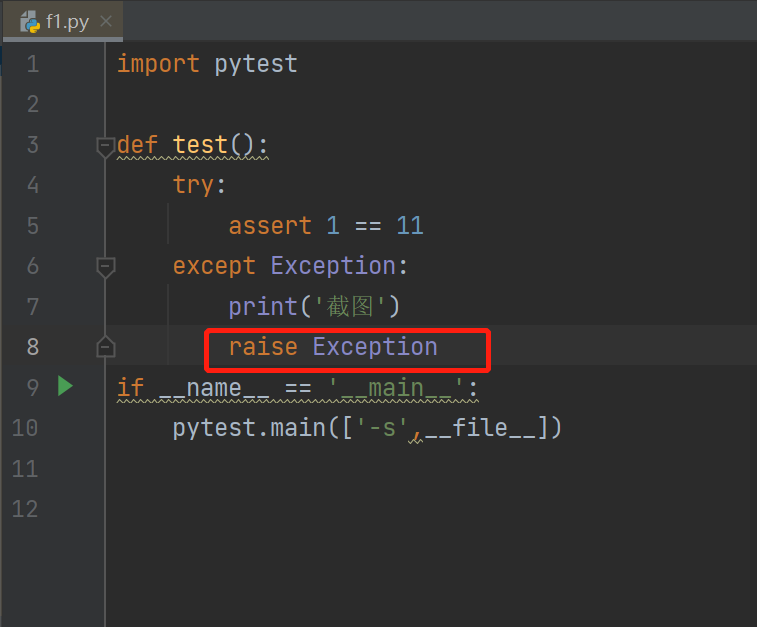 f1.py
1 import pytest
2
3 def test():
4     try:
5         assert 1 == 11
6     except Exception:
7         print('截图')
8         raise Exception
9 if __name__ == '__main__':
10     pytest.main(['-s',__file__])
11
12